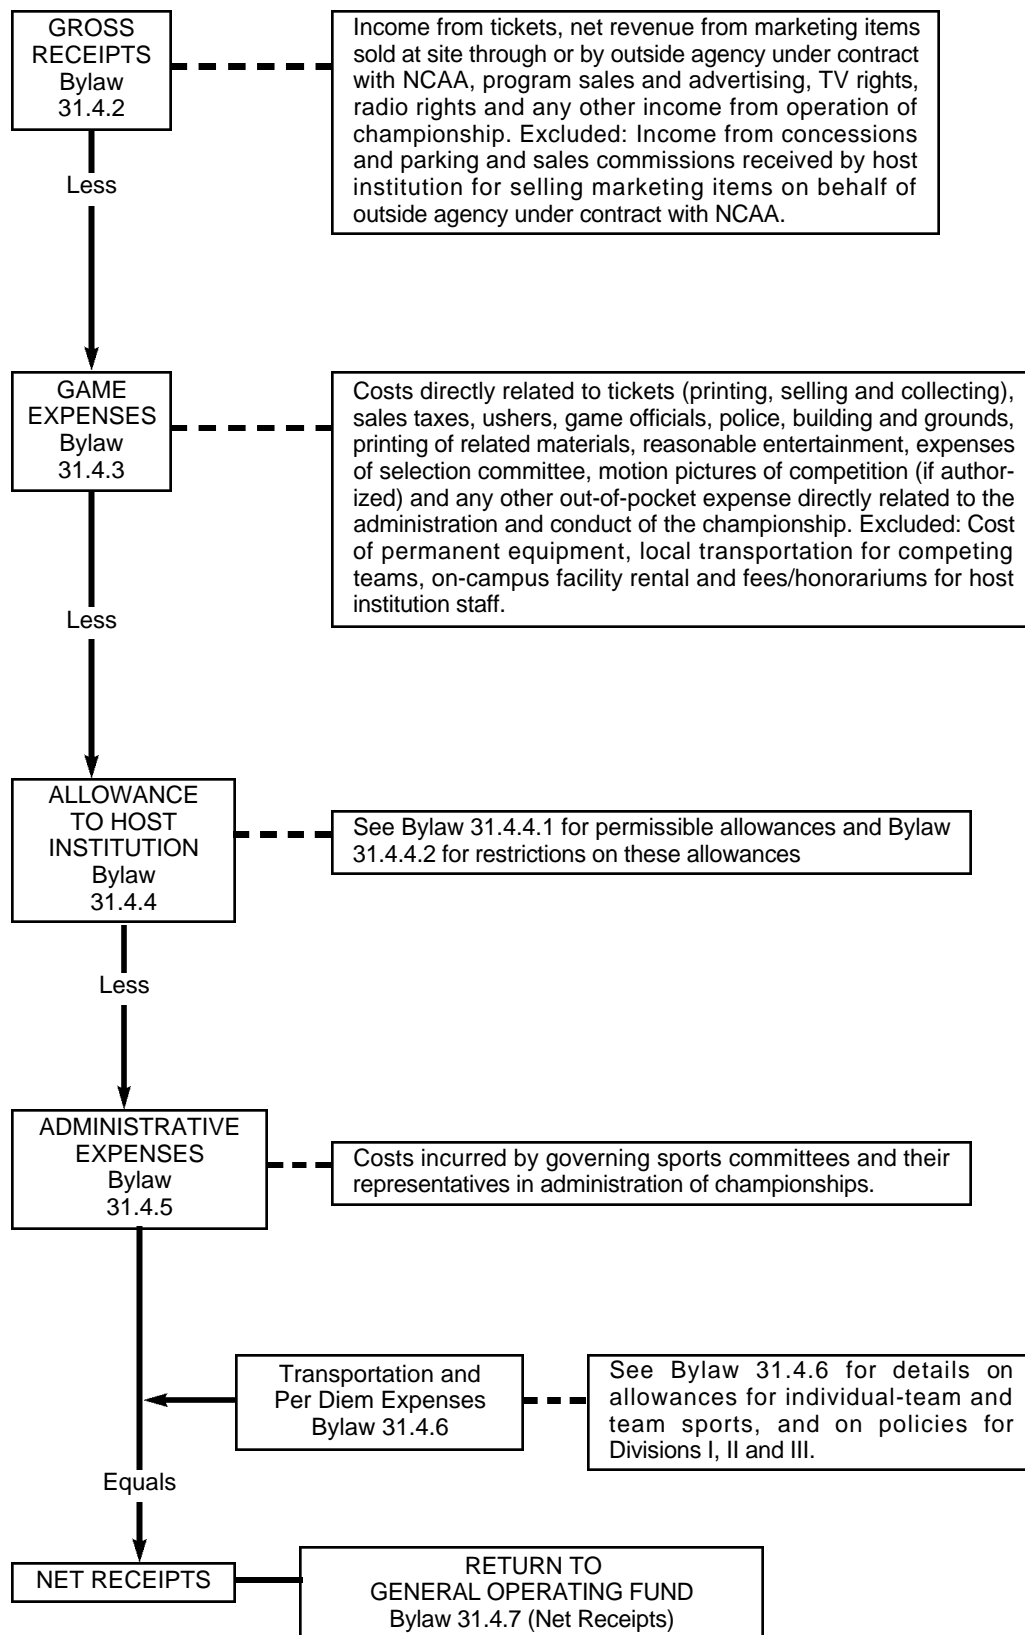 GROSS
RECEIPTS
Bylaw
31.4.2
Income from tickets, net revenue from marketing items
sold at site through or by outside agency under contract
with NCAA, program sales and advertising, TV rights,
radio rights and any other income from operation of
championship. Excluded: Income from concessions
and parking and sales commissions received by host
institution for selling marketing items on behalf of
outside agency under contract with NCAA.
Less
GAME
EXPENSES
Bylaw
31.4.3
Costs directly related to tickets (printing, selling and collecting),
sales taxes, ushers, game officials, police, building and grounds,
printing of related materials, reasonable entertainment, expenses
of selection committee, motion pictures of competition (if author-
ized) and any other out-of-pocket expense directly related to the
administration and conduct of the championship. Excluded: Cost
of permanent equipment, local transportation for competing
teams, on-campus facility rental and fees/honorariums for host
institution staff.
Less
ALLOWANCE
TO HOST
INSTITUTION
Bylaw
31.4.4
See Bylaw 31.4.4.1 for permissible allowances and Bylaw
31.4.4.2 for restrictions on these allowances
Less
ADMINISTRATIVE
EXPENSES
Bylaw
31.4.5
Costs incurred by governing sports committees and their
representatives in administration of championships.
Transportation and
Per Diem Expenses
Bylaw 31.4.6
See Bylaw 31.4.6 for details on
allowances for individual-team and
team sports, and on policies for
Divisions I, II and III.
Equals
NET RECEIPTS
RETURN TO
GENERAL OPERATING FUND
Bylaw 31.4.7 (Net Receipts)